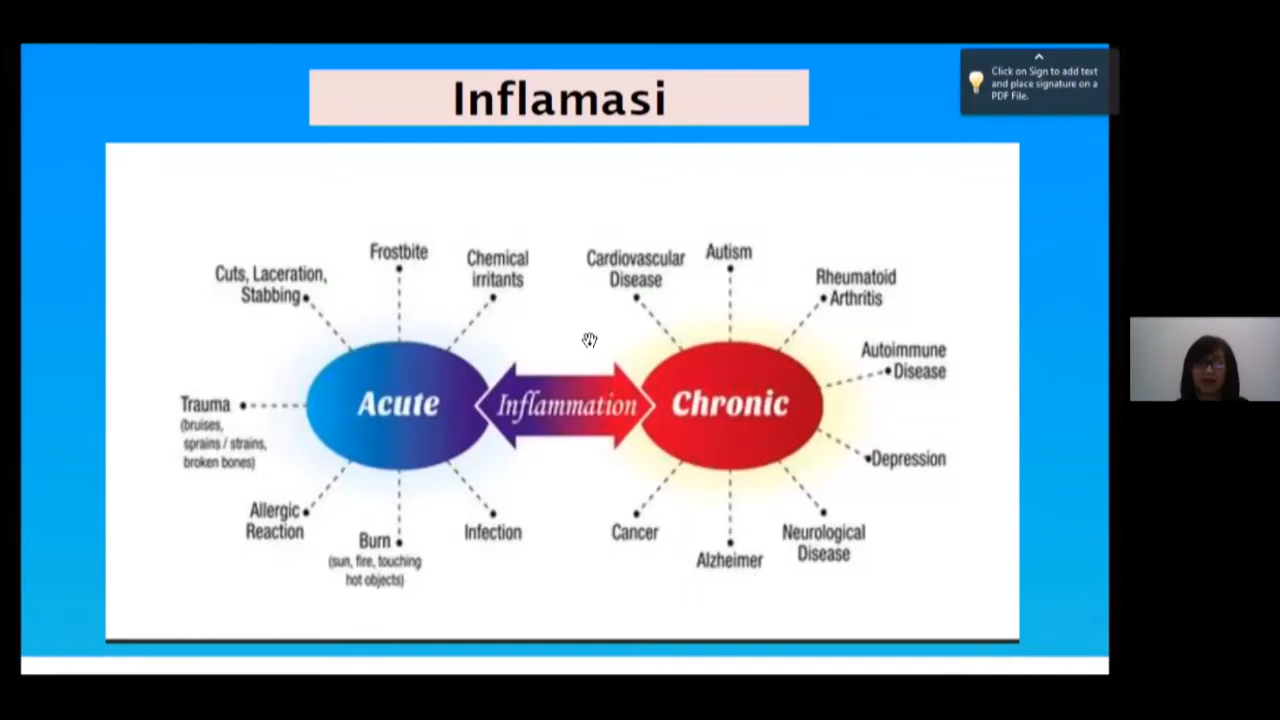 Inflamasi
Click on Sign to add text
and place signature on a
PDF File.
Frostbite
Cuts, Laceration,
Stabbing
Chemical
irritants
Cardiovascular
Disease
Autism
Rheumatoid
Arthritis
Autoimmune
Disease
Acute
Inflammation
Chronic
Trauma
(bruises,
sprains / strains,
broken bones)
Depression
Allergic
Reaction
Burn
(sun, fire, touching
hot objects)
Infection
Cancer
Alzheimer
Neurological
Disease